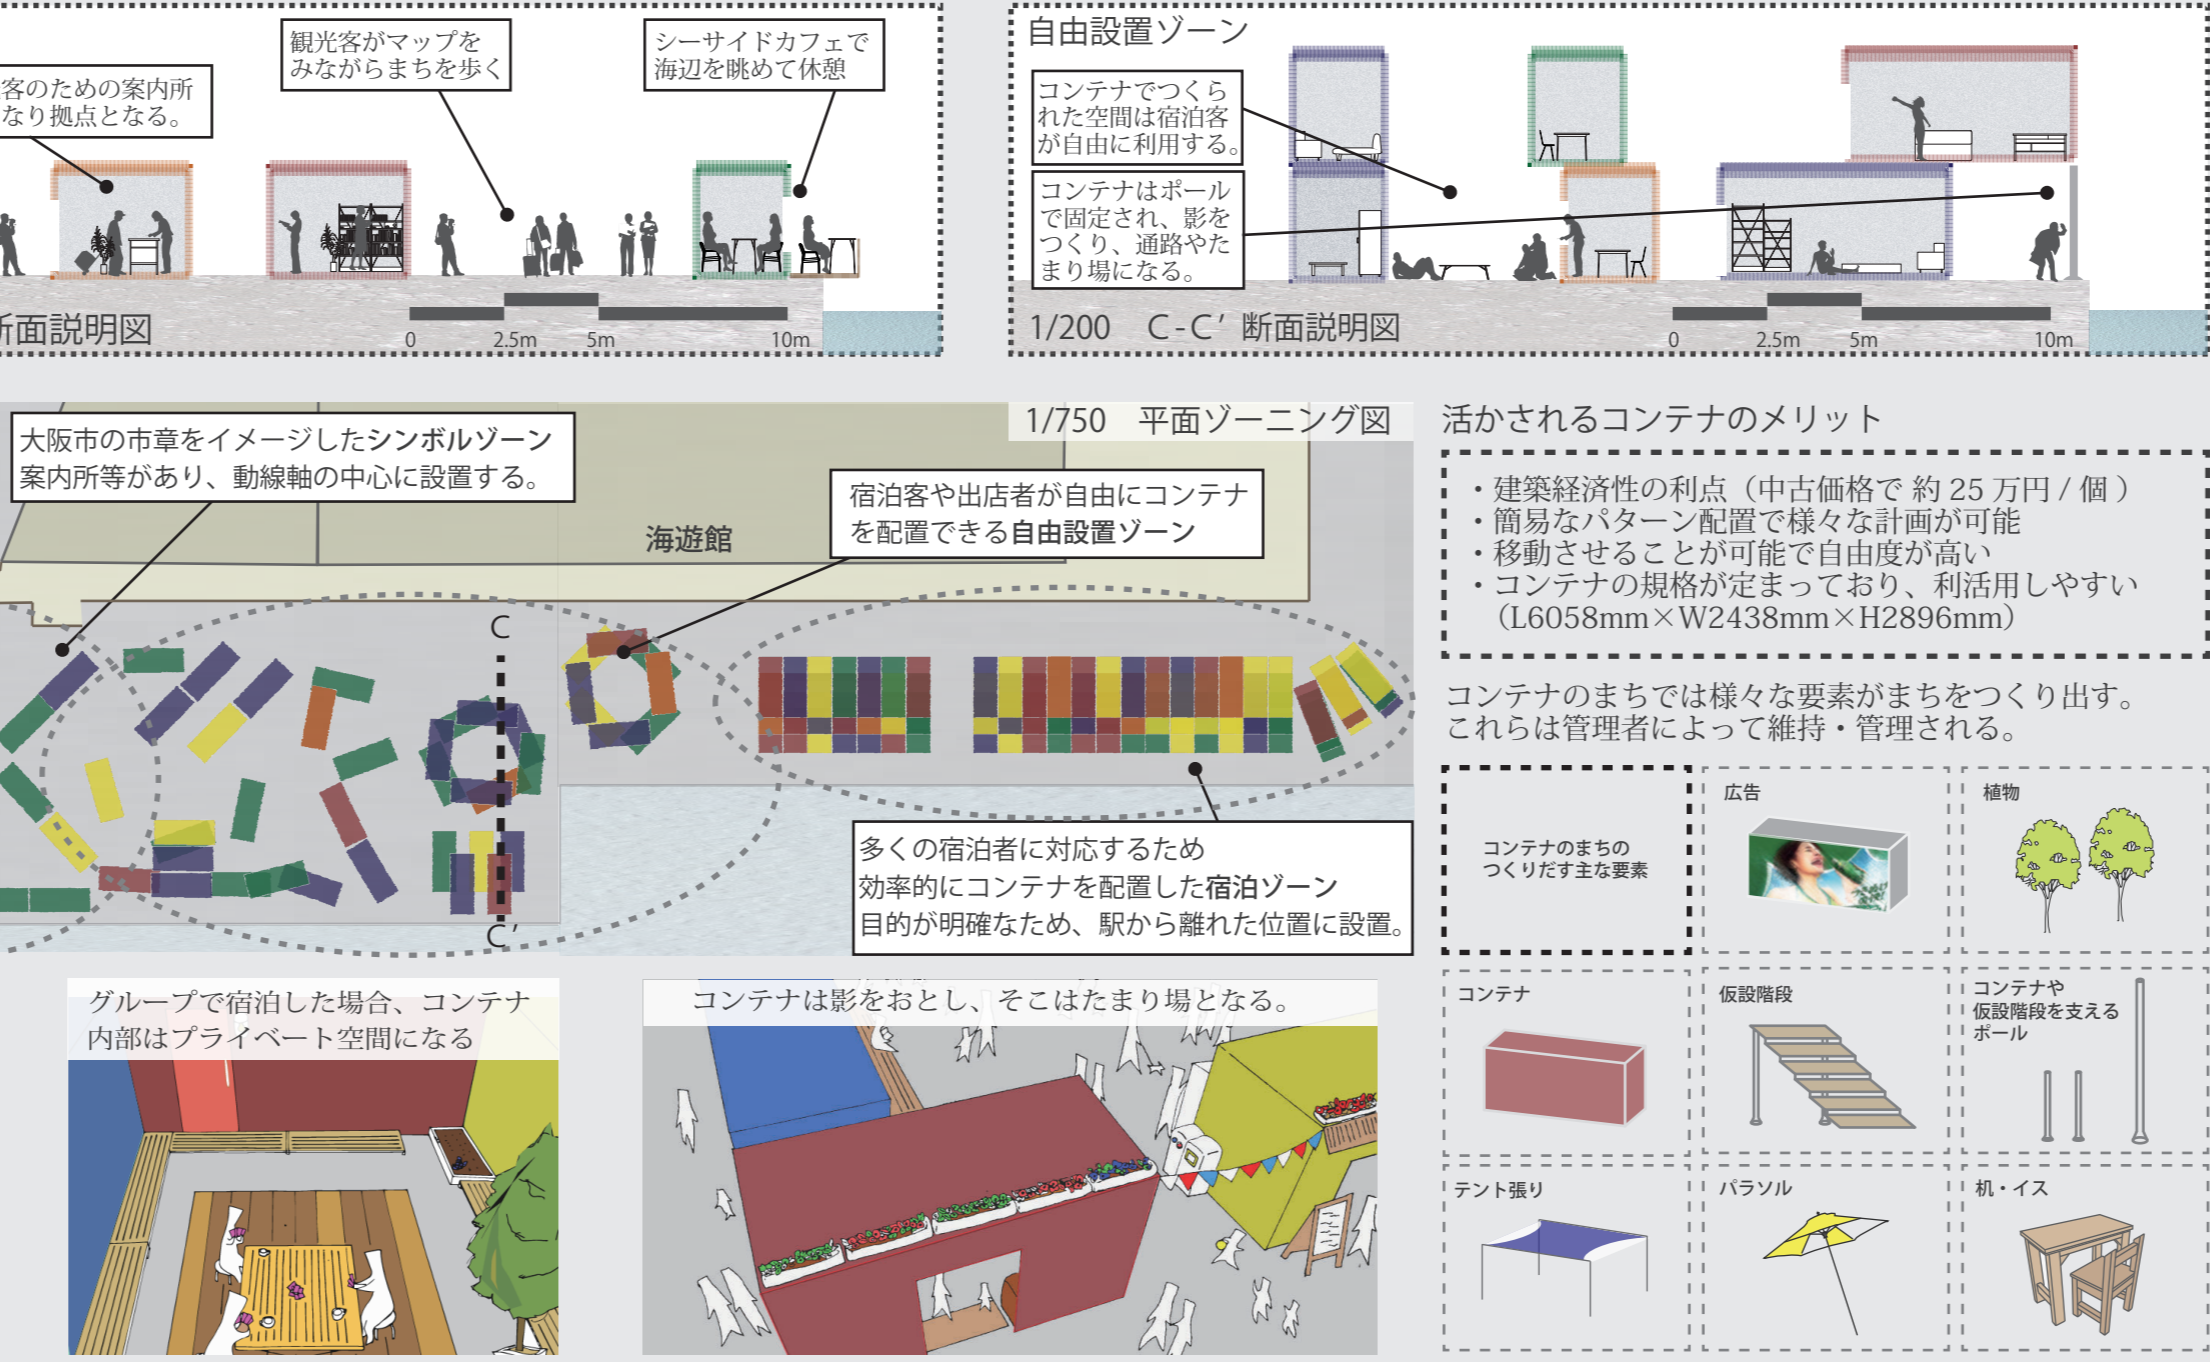 客のための案内所
なり拠点となる。
観光客がマップを
みながらまちを歩く
シーサイドカフェで
海辺を眺めて休憩
断面説明図
0 2.5m 5m 10m
自由設置ゾーン
コンテナでつくら
れた空間は宿泊客
が自由に利用する。
コンテナはポール
で固定され、影を
つくり、通路やた
まり場になる。
1/200 C-C′ 断面説明図
0 2.5m 5m 10m
1/750 平面ゾーニング図
大阪市の市章をイメージしたシンボルゾーン
案内所等があり、動線軸の中心に設置する。
宿泊客や出店者が自由にコンテナ
を配置できる自由設置ゾーン
海遊館
C
C′
多くの宿泊者に対応するため
効率的にコンテナを配置した宿泊ゾーン
目的が明確なため、駅から離れた位置に設置。
活かされるコンテナのメリット
・建築経済性の利点（中古価格で 約 25 万円 / 個 ）
・簡易なパターン配置で様々な計画が可能
・移動させることが可能で自由度が高い
・コンテナの規格が定まっており、利活用しやすい
（L6058mm×W2438mm×H2896mm）
コンテナのまちでは様々な要素がまちをつくり出す。
これらは管理者によって維持・管理される。
コンテナのまちの
つくりだす主な要素
広告
植物
コンテナ
仮設階段
コンテナや
仮設階段を支える
ポール
テント張り
パラソル
机・イス
グループで宿泊した場合、コンテナ
内部はプライベート空間になる
コンテナは影をおとし、そこはたまり場となる。